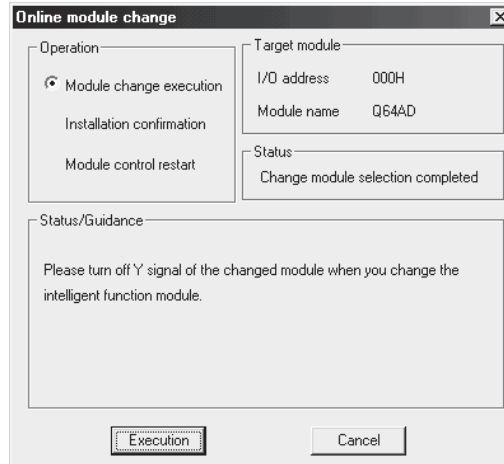 Online module change
Operation
Module change execution
Installation confirmation
Module control restart
Target module
I/O address 000H
Module name Q64AD
Status
Change module selection completed
Status/Guidance
Please turn off Y signal of the changed module when you change the
intelligent function module.
Execution
Cancel